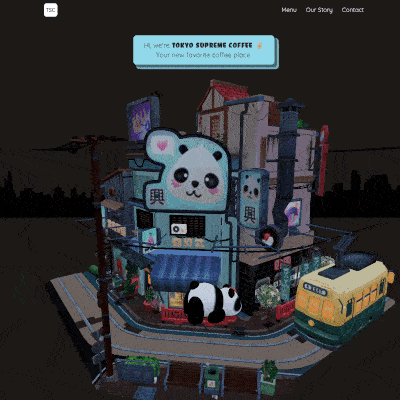 TSC
Menu Our Story Contact
Hi, we're TOKYO SUPREME COFFEE ✌🏻
Your new favorite coffee place
興
興